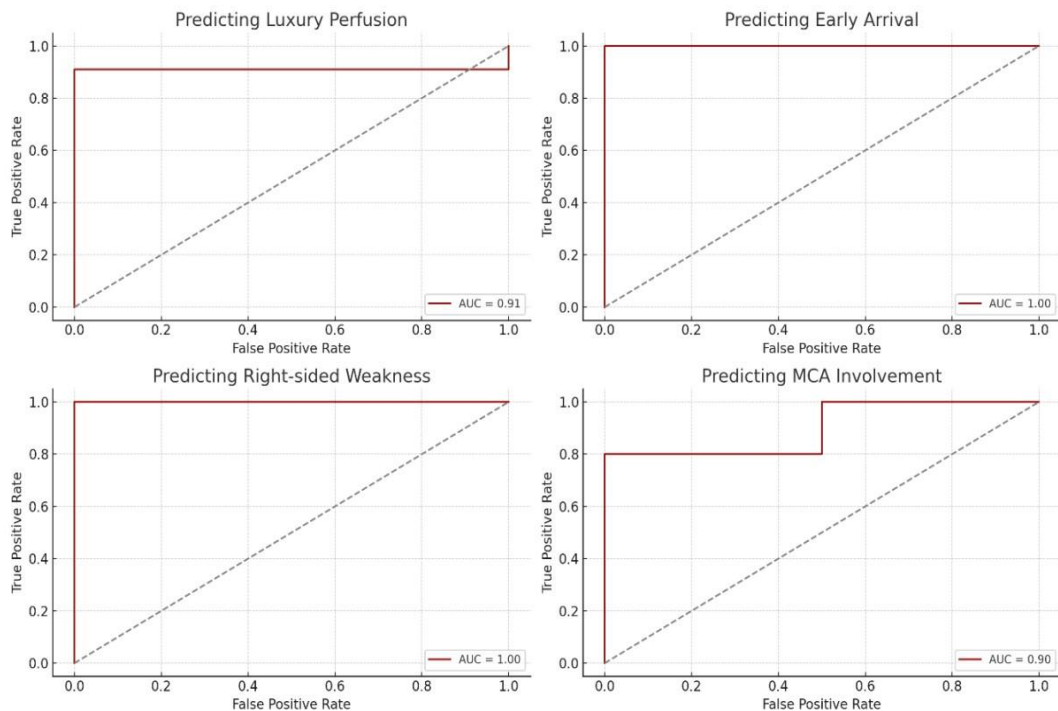 Predicting Luxury Perfusion
True Positive Rate
1.0
0.8
0.6
0.4
0.2
0.0
0.0 0.2 0.4 0.6 0.8 1.0
False Positive Rate
AUC = 0.91
Predicting Early Arrival
True Positive Rate
1.0
0.8
0.6
0.4
0.2
0.0
0.0 0.2 0.4 0.6 0.8 1.0
False Positive Rate
AUC = 1.00
Predicting Right-sided Weakness
True Positive Rate
1.0
0.8
0.6
0.4
0.2
0.0
0.0 0.2 0.4 0.6 0.8 1.0
False Positive Rate
AUC = 1.00
Predicting MCA Involvement
True Positive Rate
1.0
0.8
0.6
0.4
0.2
0.0
0.0 0.2 0.4 0.6 0.8 1.0
False Positive Rate
AUC = 0.90